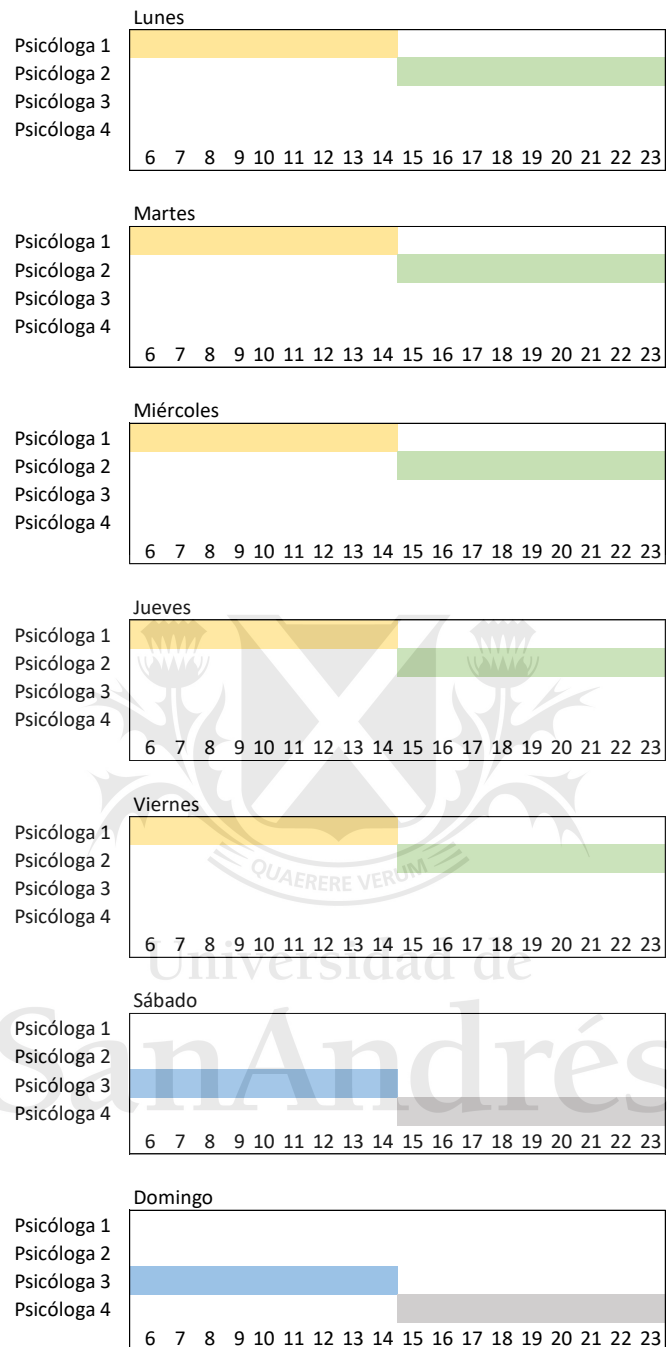 Lunes
Psicóloga 1
Psicóloga 2
Psicóloga 3
Psicóloga 4
6 7 8 9 10 11 12 13 14 15 16 17 18 19 20 21 22 23
Martes
Psicóloga 1
Psicóloga 2
Psicóloga 3
Psicóloga 4
6 7 8 9 10 11 12 13 14 15 16 17 18 19 20 21 22 23
Miércoles
Psicóloga 1
Psicóloga 2
Psicóloga 3
Psicóloga 4
6 7 8 9 10 11 12 13 14 15 16 17 18 19 20 21 22 23
Jueves
Psicóloga 1
Psicóloga 2
Psicóloga 3
Psicóloga 4
6 7 8 9 10 11 12 13 14 15 16 17 18 19 20 21 22 23
Viernes
Psicóloga 1
Psicóloga 2
QUAERERE VERUM
Psicóloga 3
Psicóloga 4
6 7 8 9 10 11 12 13 14 15 16 17 18 19 20 21 22 23
Universidad de
Sábado
Psicóloga 1
Psicóloga 2
Psicóloga 3
SanAndrés
Psicóloga 4
6 7 8 9 10 11 12 13 14 15 16 17 18 19 20 21 22 23
Domingo
Psicóloga 1
Psicóloga 2
Psicóloga 3
Psicóloga 4
6 7 8 9 10 11 12 13 14 15 16 17 18 19 20 21 22 23